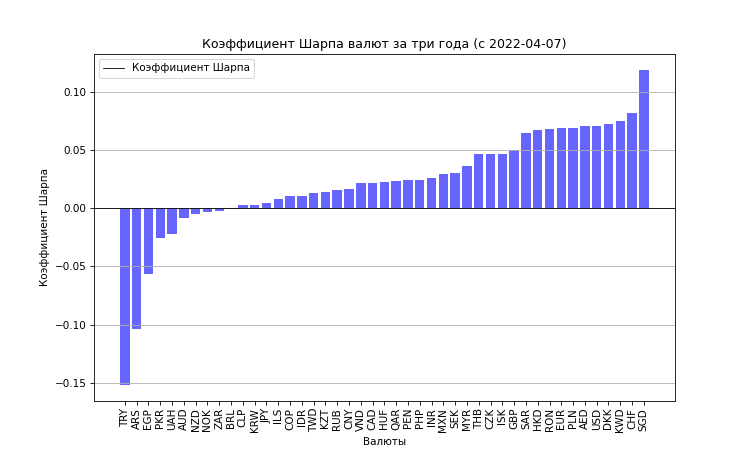 Коэффициент Шарпа валют за три года (с 2022-04-07)
Коэффициент Шарпа
0.10
0.05
0.00
−0.05
−0.10
−0.15
Коэффициент Шарпа
TRY
ARS
EGP
PKR
UAH
AUD
NZD
NOK
ZAR
BRL
CLP
KRW
JPY
ILS
COP
IDR
TWD
KZT
RUB
CNY
VND
CAD
HUF
QAR
PEN
PHP
INR
MXN
SEK
MYR
THB
CZK
ISK
GBP
SAR
HKD
RON
EUR
PLN
AED
USD
DKK
KWD
CHF
SGD
Валюты